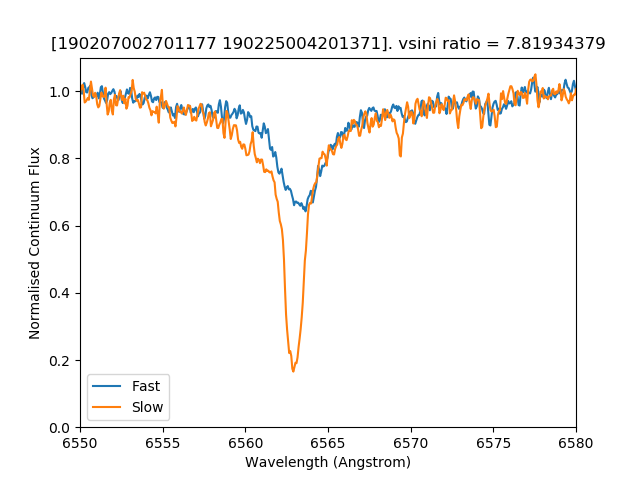 [190207002701177 190225004201371]. vsini ratio = 7.81934379
Normalised Continuum Flux
1.0
0.8
0.6
0.4
0.2
0.0
Fast
Slow
6550 6555 6560 6565 6570 6575 6580
Wavelength (Angstrom)